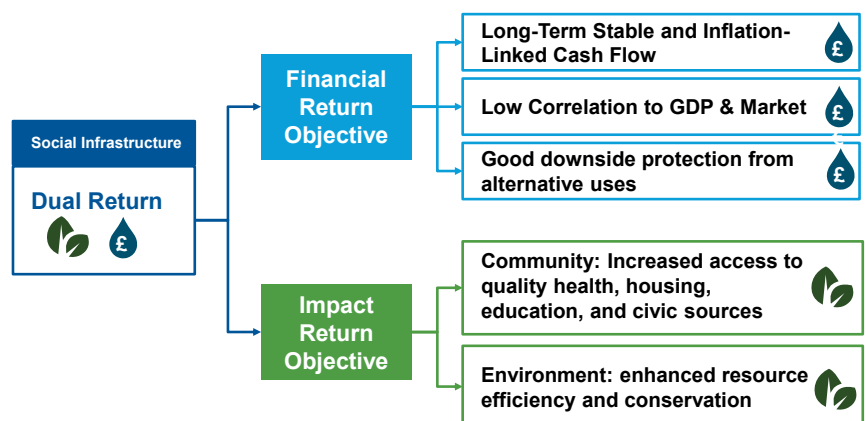 Social Infrastructure
Dual Return
£
Financial
Return
Objective
Long-Term Stable and Inflation-
Linked Cash Flow
£
Low Correlation to GDP & Market
£
Good downside protection from
alternative uses
£
Impact
Return
Objective
Community: Increased access to
quality health, housing,
education, and civic sources
Environment: enhanced resource
efficiency and conservation